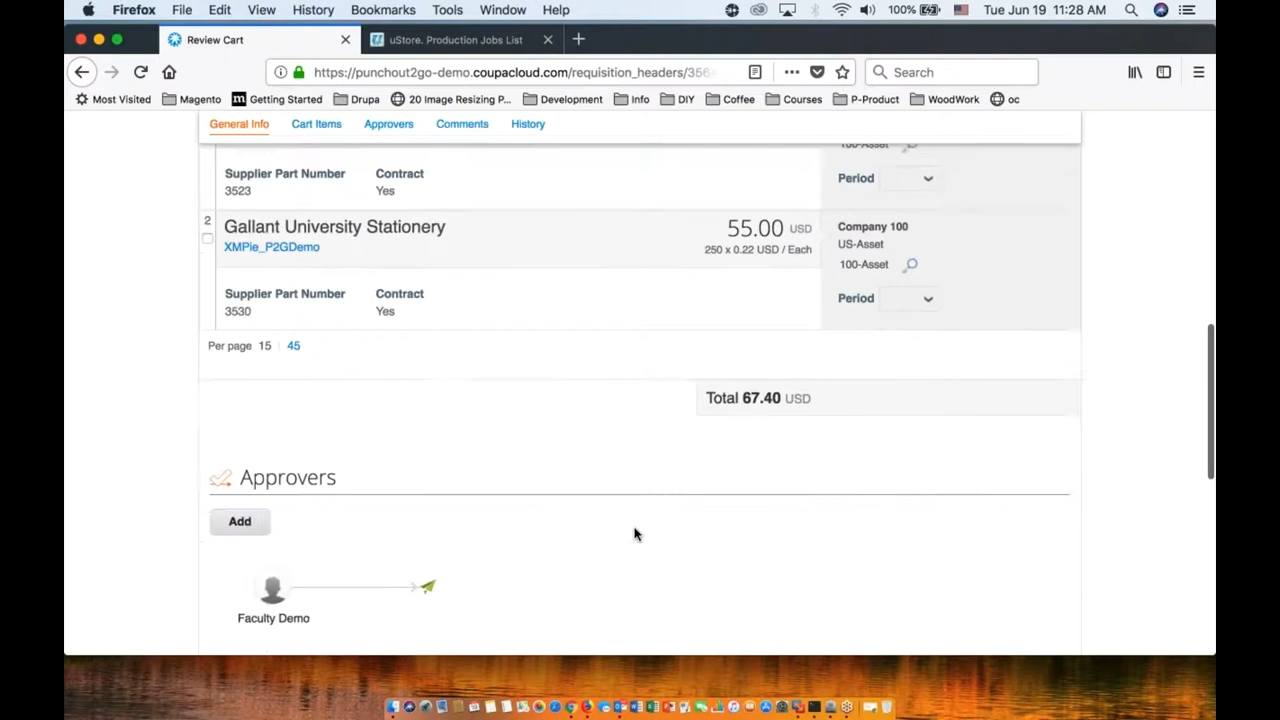 Firefox File Edit View History Bookmarks Tools Window Help 100% Tue Jun 19 11:28 AM
Review Cart uStore. Production Jobs List
https://punchout2go-demo.coupacloud.com/requisition_headers/356 Search
Most Visited Magento Getting Started Drupa 20 Image Resizing P... Development Info DIY Coffee Courses P-Product WoodWork oc
General Info Cart Items Approvers Comments History
100-Asset
Supplier Part Number Contract
3523 Yes
Period
2
Gallant University Stationery 55.00 USD
XMPie_P2GDemo 250 x 0.22 USD / Each
Company 100
US-Asset
100-Asset
Supplier Part Number Contract
3530 Yes
Period
Per page 15 45
Total 67.40 USD
Approvers
Add
Faculty Demo